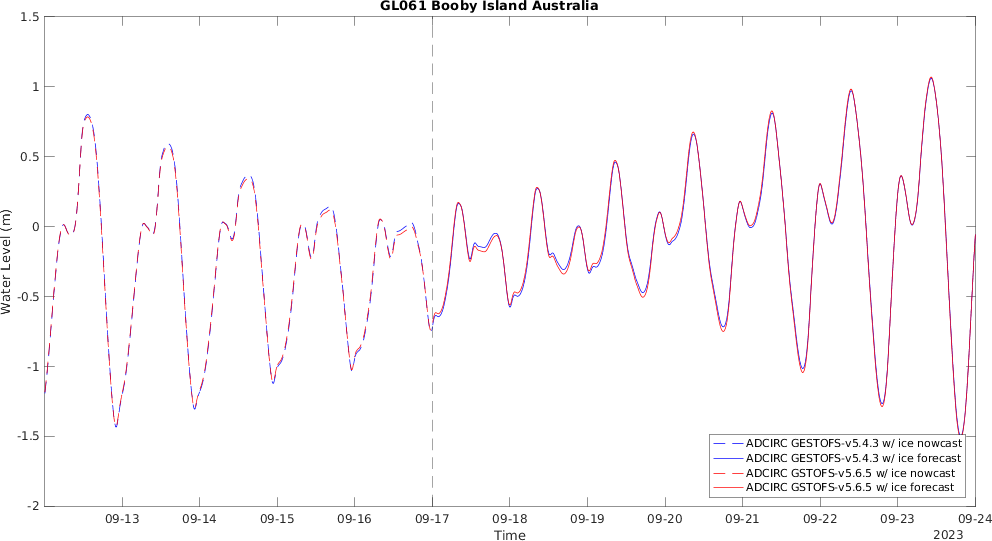 GL061 Booby Island Australia
1.5
1
0.5
0
-0.5
-1
-1.5
-2
Water Level (m)
09-13 09-14 09-15 09-16 09-17 09-18 09-19 09-20 09-21 09-22 09-23 09-24
Time
2023
ADCIRC GESTOFS-v5.4.3 w/ ice nowcast
ADCIRC GESTOFS-v5.4.3 w/ ice forecast
ADCIRC GSTOFS-v5.6.5 w/ ice nowcast
ADCIRC GSTOFS-v5.6.5 w/ ice forecast